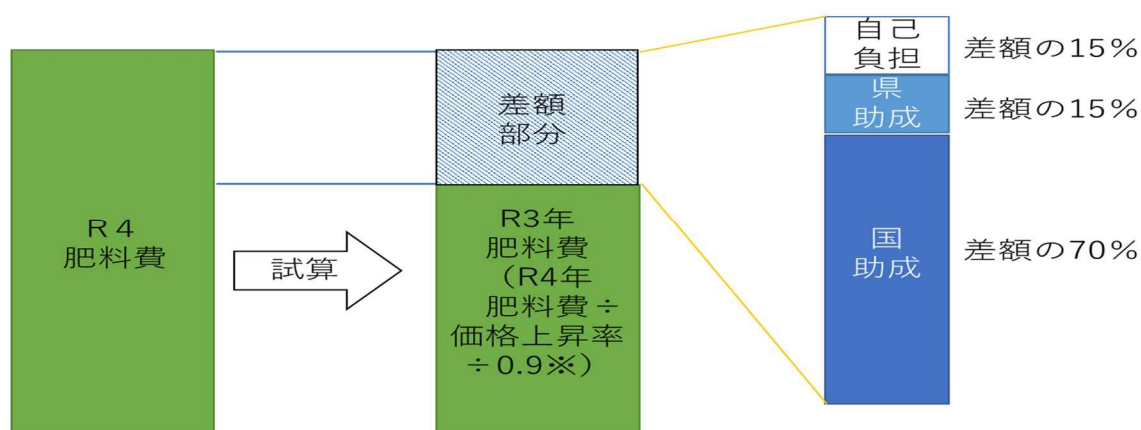 R4
肥料費
試算
差額
部分
R3年
肥料費
(R4年
肥料費÷
価格上昇率
÷0.9※)
自己
負担
差額の15%
県
助成
差額の15%
国
助成
差額の70%